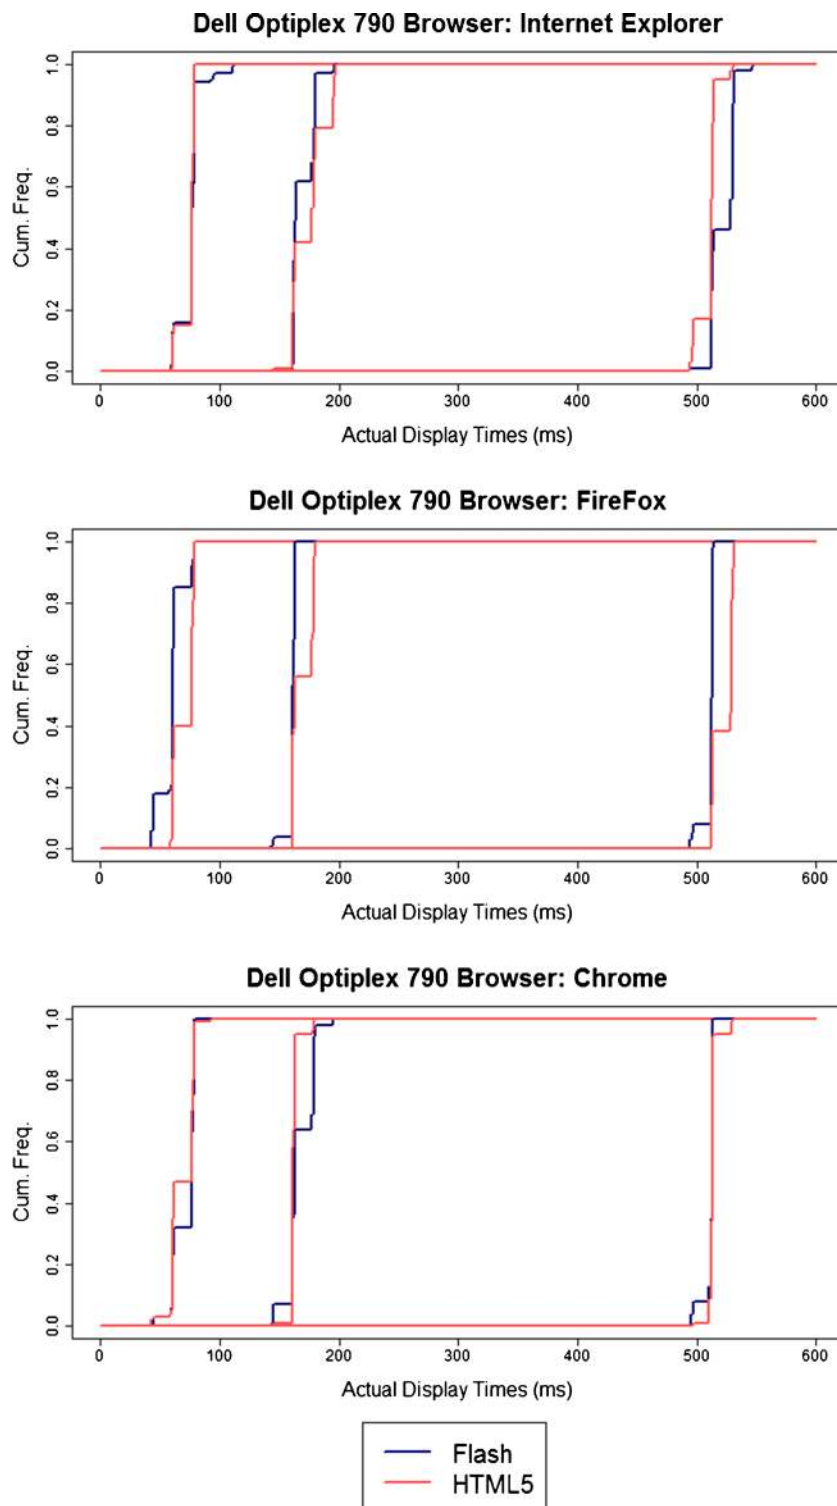 Dell Optiplex 790 Browser: Internet Explorer
Cum. Freq.
1.0
0.8
0.6
0.4
0.2
0.0
0 100 200 300 400 500 600
Actual Display Times (ms)
Dell Optiplex 790 Browser: FireFox
Cum. Freq.
1.0
0.8
0.6
0.4
0.2
0.0
0 100 200 300 400 500 600
Actual Display Times (ms)
Dell Optiplex 790 Browser: Chrome
Cum. Freq.
1.0
0.8
0.6
0.4
0.2
0.0
0 100 200 300 400 500 600
Actual Display Times (ms)
Flash
HTML5